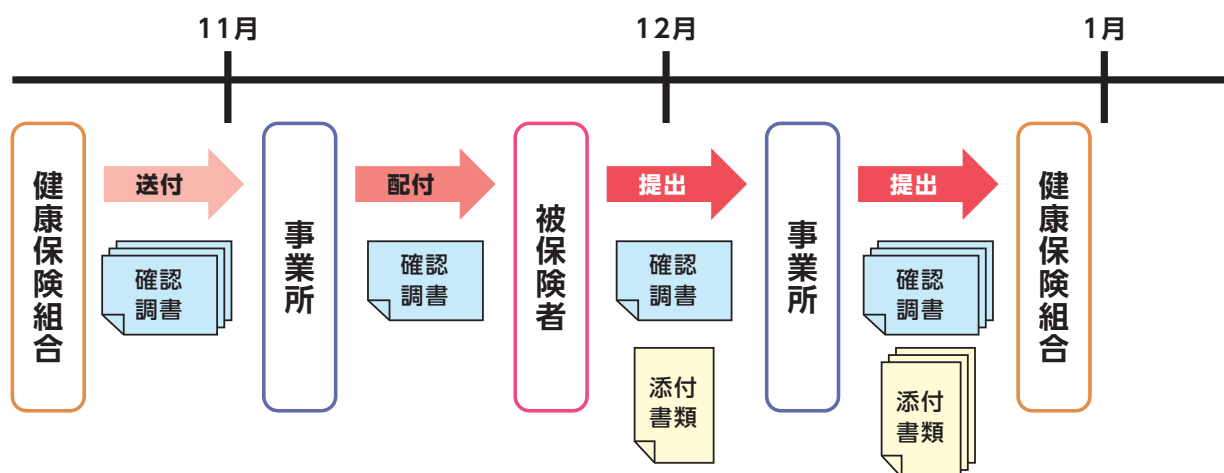 11月
12月
1月
健康保険組合
送付
確認
調書
事業所
配付
確認
調書
被保険者
提出
確認
調書
添付
書類
事業所
提出
確認
調書
添付
書類
健康保険組合